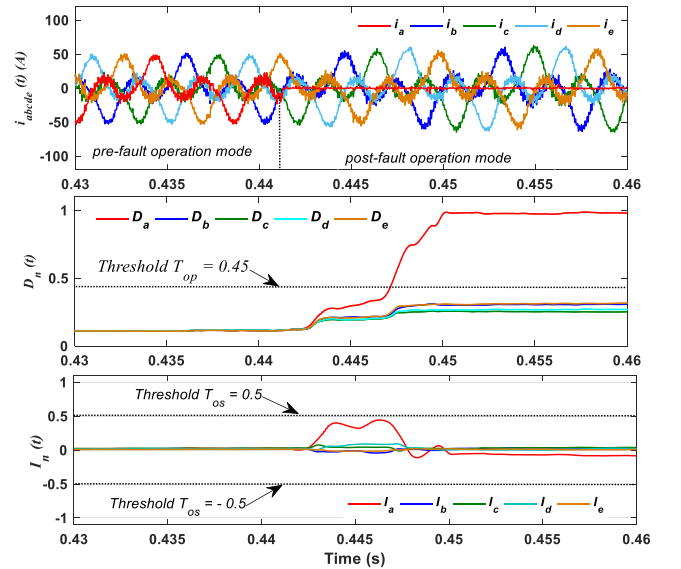 i_a i_b i_c i_d i_e
100
50
0
-50
-100
i_abcde (t) (A)
pre-fault operation mode
post-fault operation mode
0.43 0.435 0.44 0.445 0.45 0.455 0.46
D_a D_b D_c D_d D_e
1
0.5
0
D_n (t)
Threshold T_op = 0.45
0.43 0.435 0.44 0.445 0.45 0.455 0.46
1
0.5
0
-0.5
-1
I_n (t)
Threshold T_os = 0.5
Threshold T_os = - 0.5
I_a I_b I_c I_d I_e
0.43 0.435 0.44 0.445 0.45 0.455 0.46
Time (s)